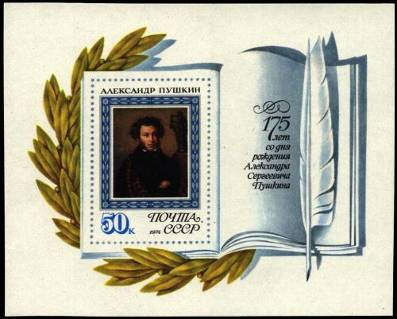 АЛЕКСАНДР ПУШКИН
50к
ПОЧТА
СССР
1974
175
лет
со дня
рождения
Александра
Сергеевича
Пушкина